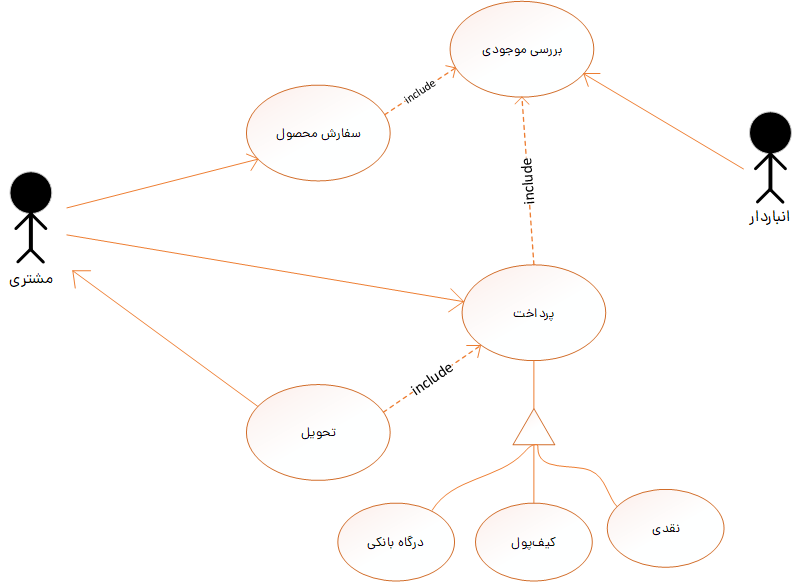 بررسی موجودی
include
سفارش محصول
include
انباردار
مشتری
پرداخت
include
تحویل
نقدی
کیف‌پول
درگاه بانکی